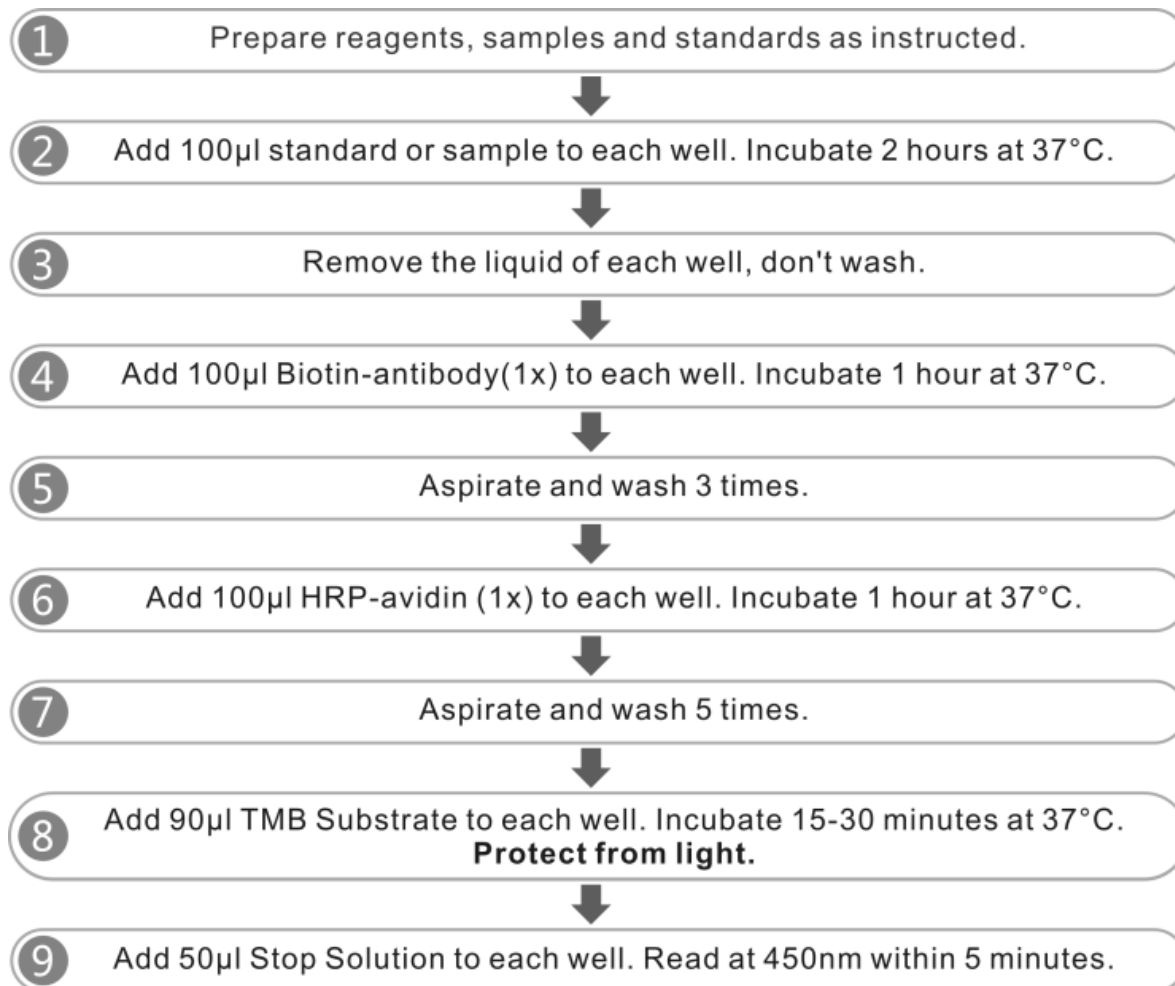 1 Prepare reagents, samples and standards as instructed.
2 Add 100μl standard or sample to each well. Incubate 2 hours at 37°C.
3 Remove the liquid of each well, don't wash.
4 Add 100μl Biotin-antibody(1x) to each well. Incubate 1 hour at 37°C.
5 Aspirate and wash 3 times.
6 Add 100μl HRP-avidin (1x) to each well. Incubate 1 hour at 37°C.
7 Aspirate and wash 5 times.
8 Add 90μl TMB Substrate to each well. Incubate 15-30 minutes at 37°C.
Protect from light.
9 Add 50μl Stop Solution to each well. Read at 450nm within 5 minutes.